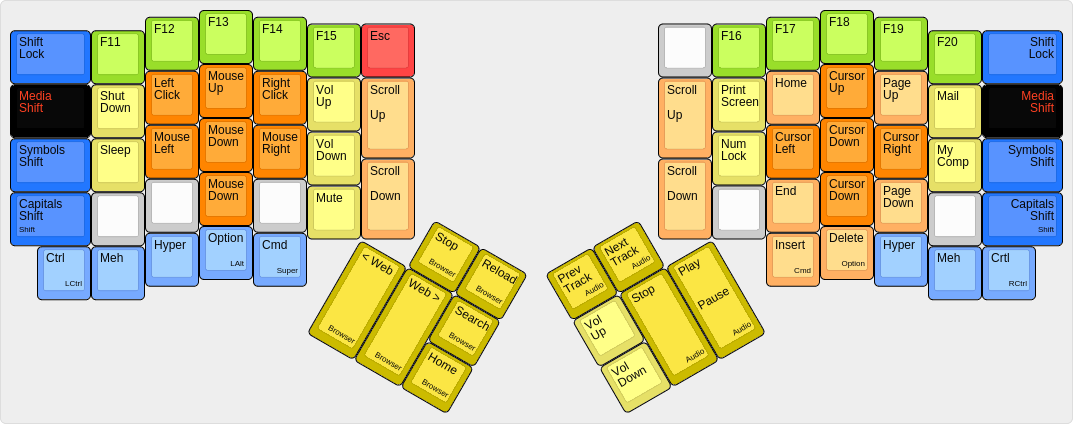 Shift
Lock
F11
F12
F13
F14
F15
Esc
Media
Shift
Shut
Down
Left
Click
Mouse
Up
Right
Click
Vol
Up
Scroll
Up
Symbols
Shift
Sleep
Mouse
Left
Mouse
Down
Mouse
Right
Vol
Down
Scroll
Down
Capitals
Shift
Shift
Mouse
Down
Mute
Ctrl
LCtrl
Meh
Hyper
Option
LAlt
Cmd
Super
< Web
Browser
Stop
Browser
Reload
Browser
Web >
Browser
Search
Browser
Home
Browser
F16
F17
F18
F19
F20
Shift
Lock
Scroll
Up
Print
Screen
Home
Cursor
Up
Page
Up
Mail
Media
Shift
Num
Lock
Cursor
Left
Cursor
Down
Cursor
Right
My
Comp
Symbols
Shift
Scroll
Down
End
Cursor
Down
Page
Down
Capitals
Shift
Shift
Insert
Cmd
Delete
Option
Hyper
Meh
Crtl
RCtrl
Prev
Track
Audio
Next
Track
Audio
Play
Pause
Audio
Stop
Audio
Vol
Up
Vol
Down